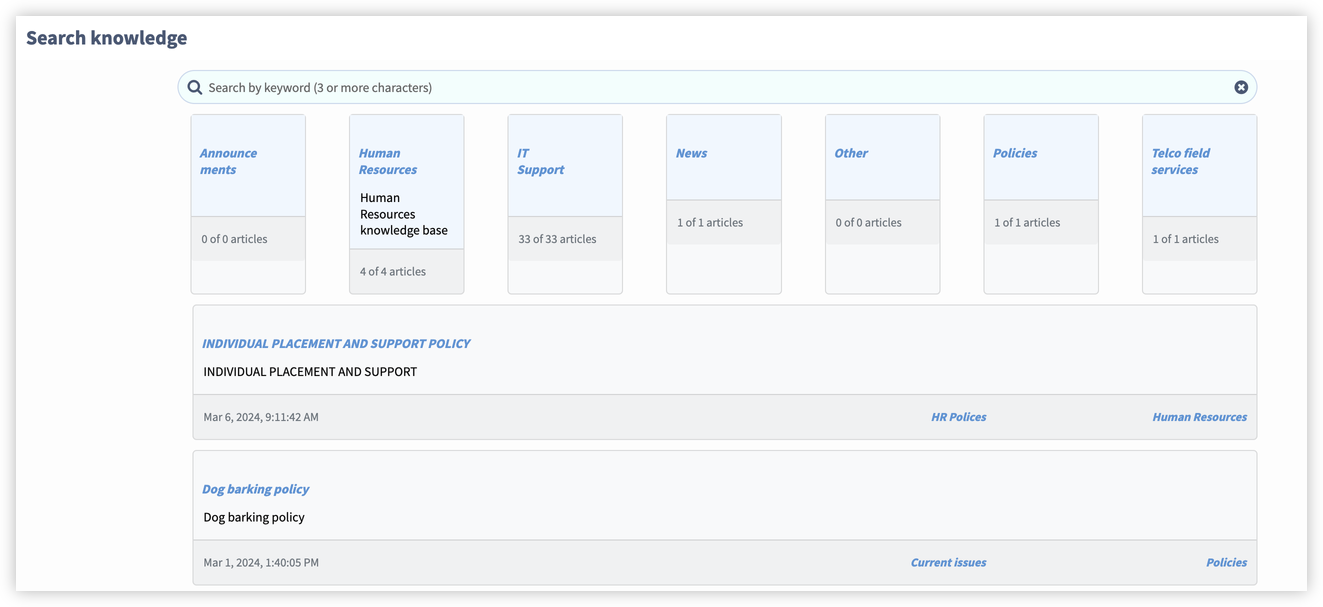 Search knowledge
Search by keyword (3 or more characters)
Announce
ments
0 of 0 articles
Human
Resources
Human
Resources
knowledge base
4 of 4 articles
IT
Support
33 of 33 articles
News
1 of 1 articles
Other
0 of 0 articles
Policies
1 of 1 articles
Telco field
services
1 of 1 articles
INDIVIDUAL PLACEMENT AND SUPPORT POLICY
INDIVIDUAL PLACEMENT AND SUPPORT
Mar 6, 2024, 9:11:42 AM HR Polices Human Resources
Dog barking policy
Dog barking policy
Mar 1, 2024, 1:40:05 PM Current issues Policies